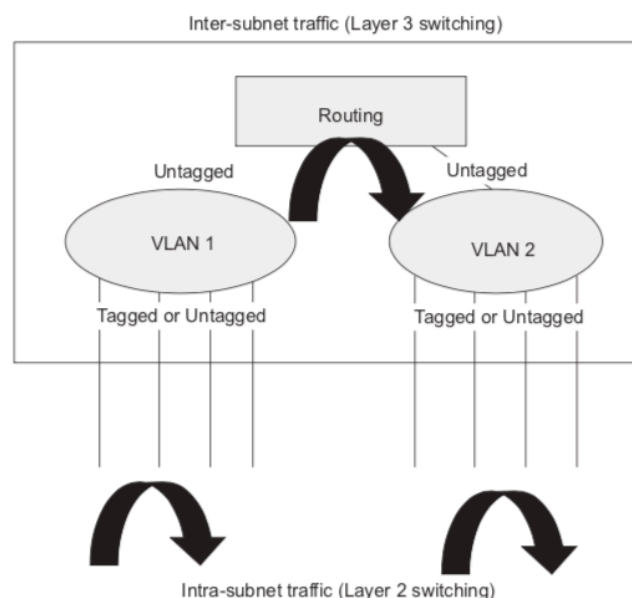 Inter-subnet traffic (Layer 3 switching)
Routing
Untagged
Untagged
VLAN 1
VLAN 2
Tagged or Untagged
Tagged or Untagged
Intra-subnet traffic (Layer 2 switching)